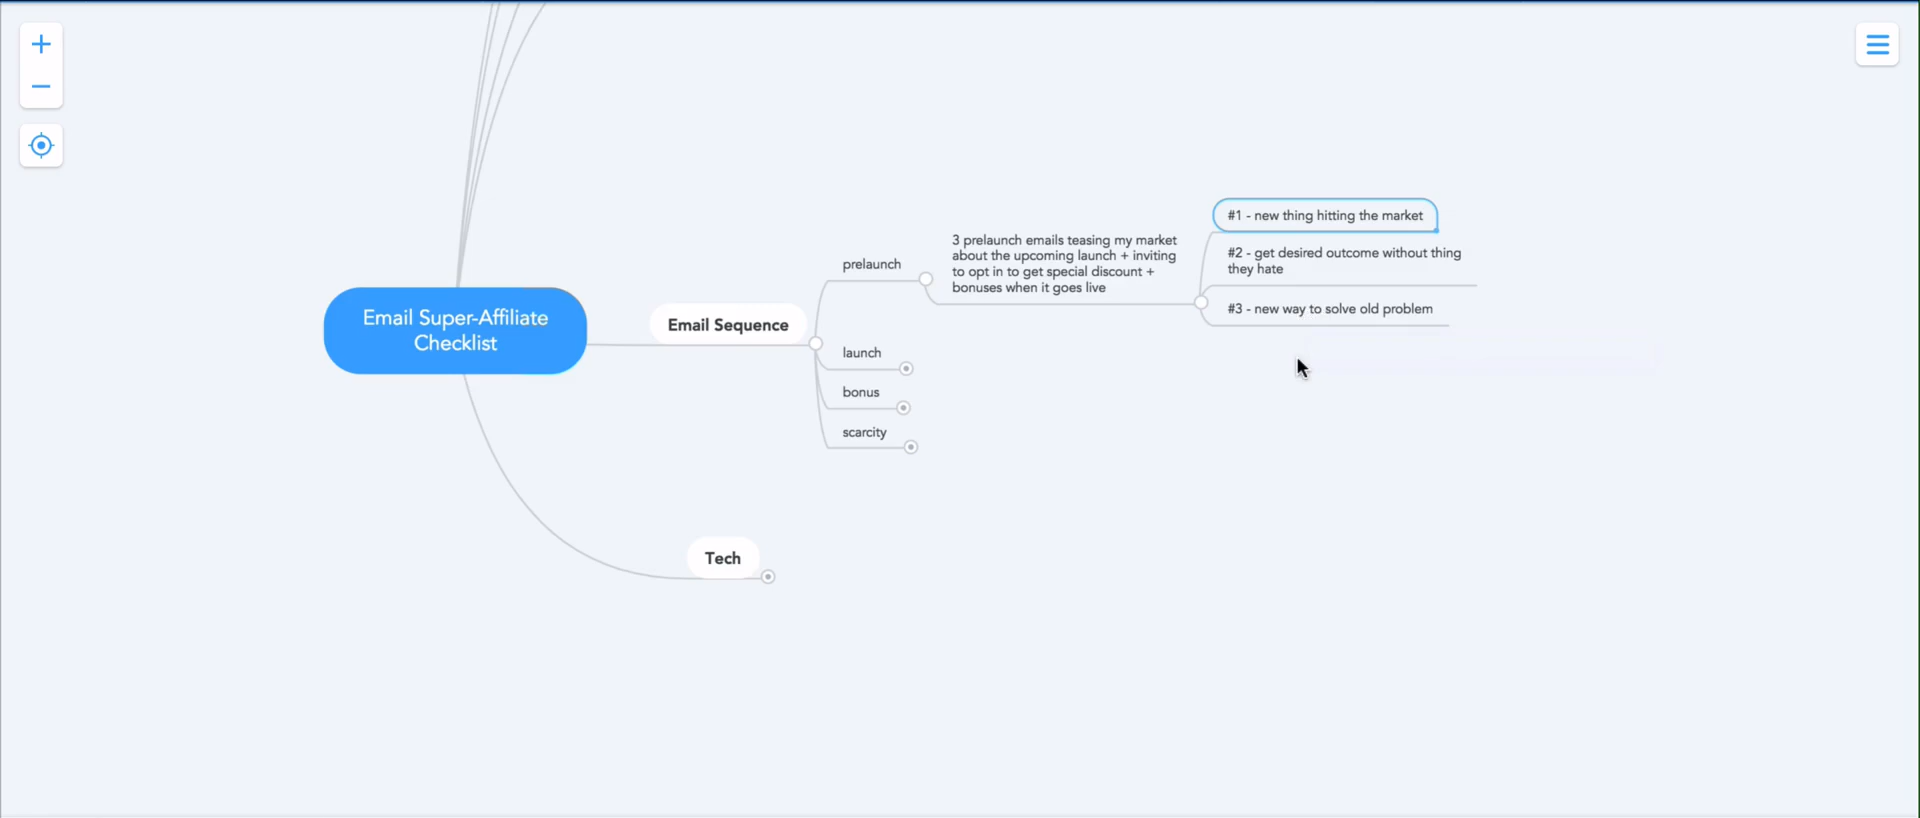 Email Super-Affiliate
Checklist
Email Sequence
prelaunch
3 prelaunch emails teasing my market
about the upcoming launch + inviting
to opt in to get special discount +
bonuses when it goes live
#1 - new thing hitting the market
#2 - get desired outcome without thing
they hate
#3 - new way to solve old problem
launch
bonus
scarcity
Tech